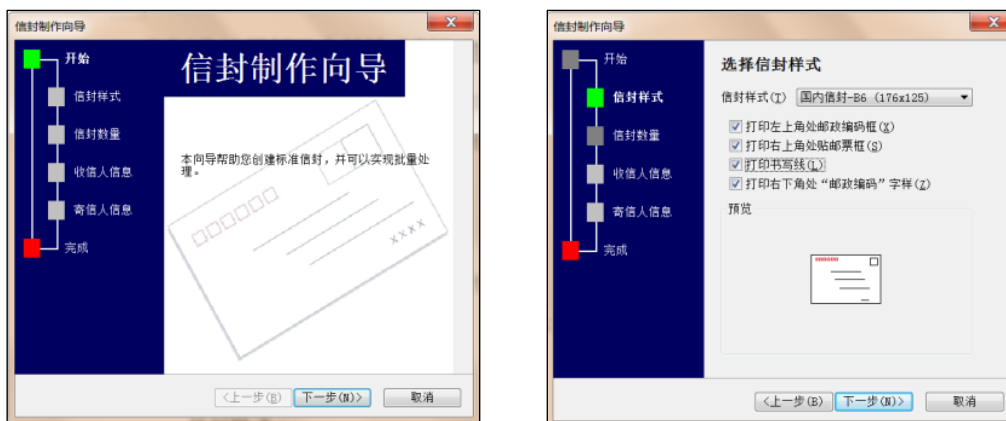 信封制作向导
开始
信封样式
信封数量
收信人信息
寄信人信息
完成
信封制作向导
本向导帮助您创建标准信封，并可以实现批量处
理。
XXXX
<上一步(B)
下一步(N)>
取消
信封制作向导
开始
信封样式
信封数量
收信人信息
寄信人信息
完成
选择信封样式
信封样式(T) 国内信封-B6 (176x125)
打印左上角处邮政编码框(X)
打印右上角处贴邮票框(S)
打印书写线(L)
打印右下角处“邮政编码”字样(Z)
预览
<上一步(B)
下一步(N)>
取消